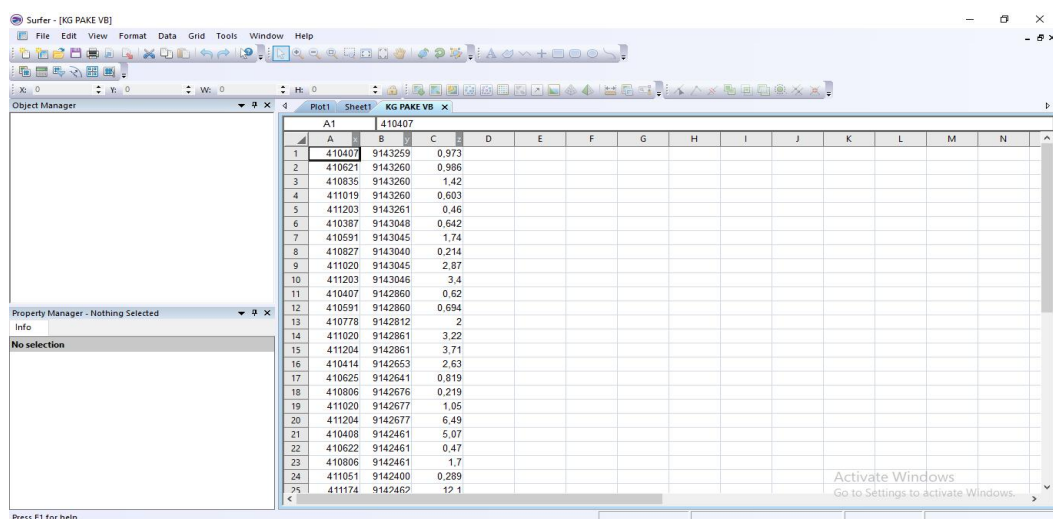 Surfer - [KG PAKE VB]
File Edit View Format Data Grid Tools Window Help
X: 0 Y: 0 W: 0 H: 0
Object Manager
Plot1 Sheet1 KG PAKE VB
A1 410407
A x B y C z D E F G H I J K L M N
1 410407 9143259 0,973
2 410621 9143260 0,986
3 410835 9143260 1,42
4 411019 9143260 0,603
5 411203 9143261 0,46
6 410387 9143048 0,642
7 410591 9143045 1,74
8 410827 9143040 0,214
9 411020 9143045 2,87
10 411203 9143046 3,4
11 410407 9142860 0,62
12 410591 9142860 0,694
13 410778 9142812 2
14 411020 9142861 3,22
15 411204 9142861 3,71
16 410414 9142653 2,63
17 410625 9142641 0,819
18 410806 9142676 0,219
19 411020 9142677 1,05
20 411204 9142677 6,49
21 410408 9142461 5,07
22 410622 9142461 0,47
23 410806 9142461 1,7
24 411051 9142400 0,289
25 411174 9142462 12,1
Property Manager - Nothing Selected
Info
No selection
Activate Windows
Go to Settings to activate Windows.
Press F1 for help